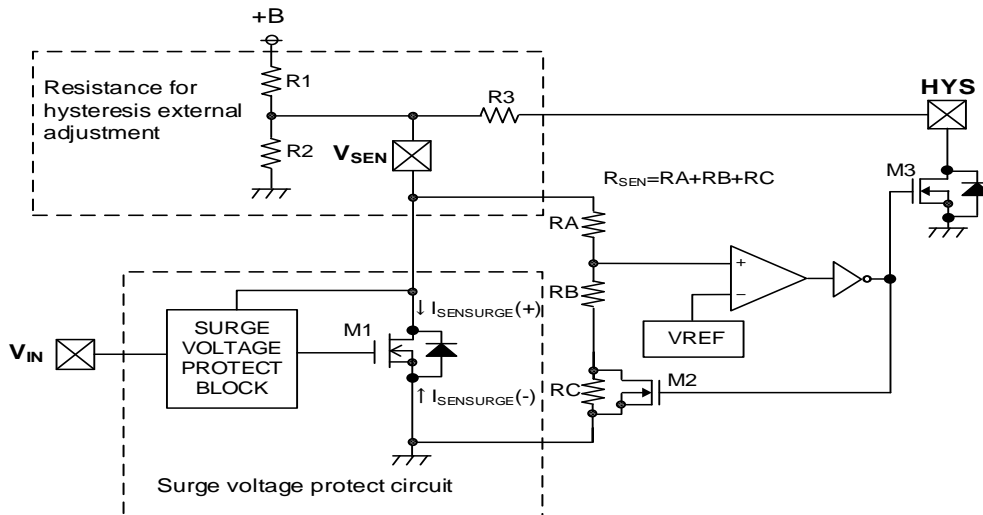 +B
R1
Resistance for
hysteresis external
adjustment
R2
R3
HYS
VSEN
M3
RSEN=RA+RB+RC
RA
+
−
RB
VREF
↓ ISENSURGE(+)
M1
SURGE
VOLTAGE
PROTECT
BLOCK
VIN
RC
M2
↑ ISENSURGE(-)
Surge voltage protect circuit